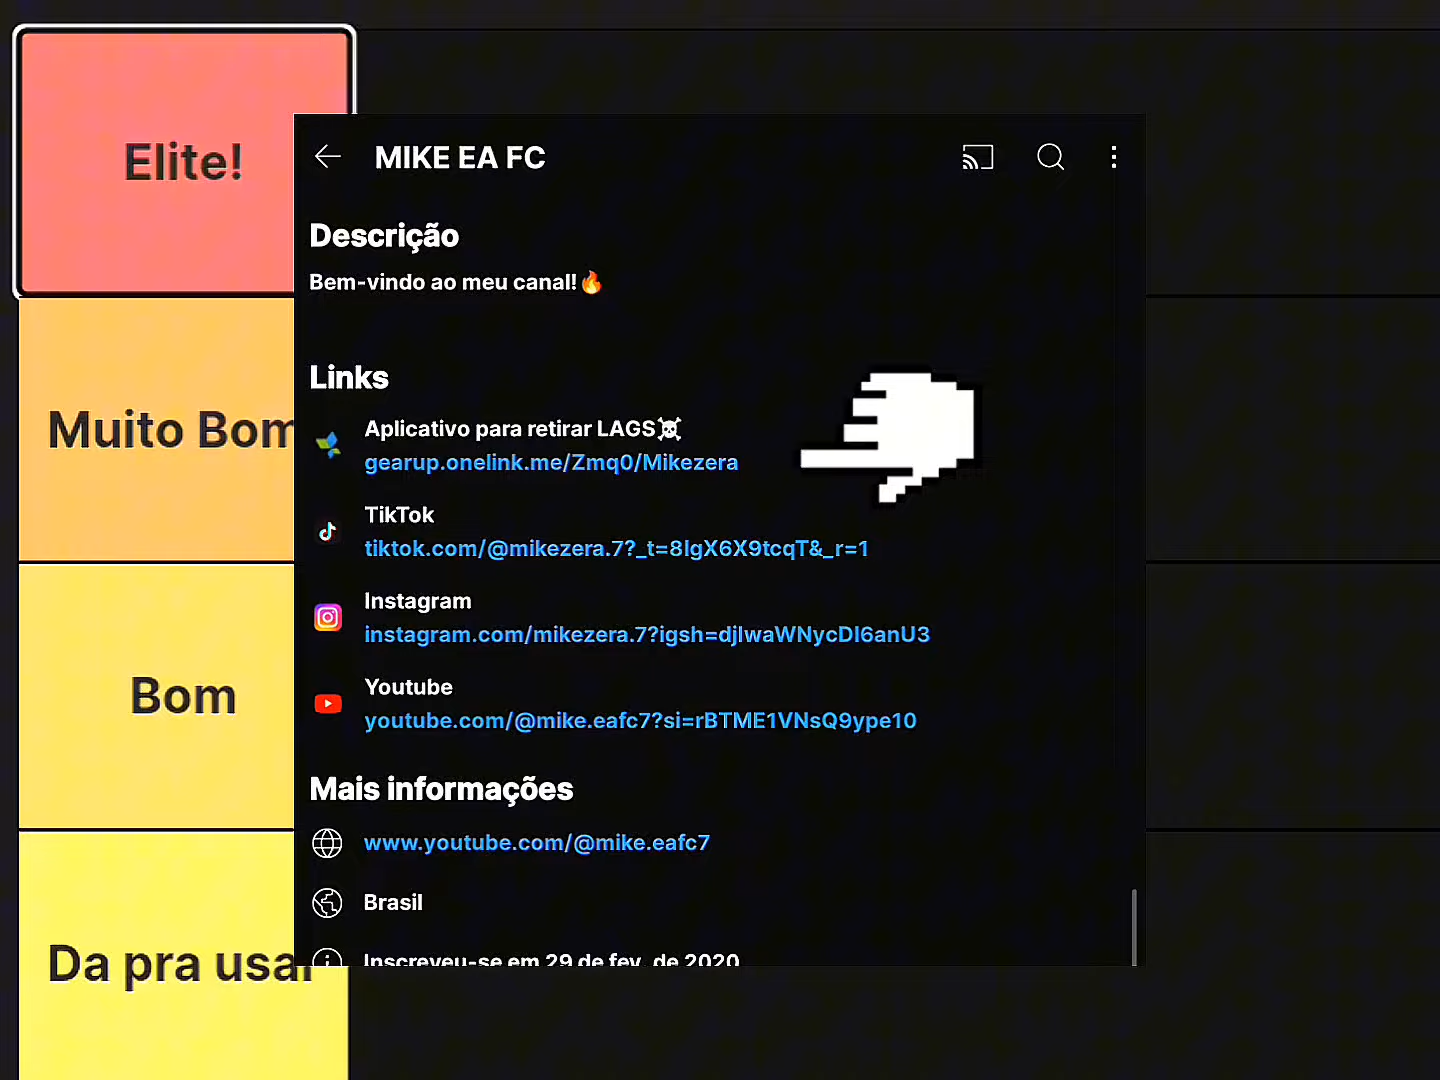 Elite!
Muito Bom
Bom
Da pra usar
MIKE EA FC
Descrição
Bem-vindo ao meu canal!🔥
Links
Aplicativo para retirar LAGS☠
gearup.onelink.me/Zmq0/Mikezera
TikTok
tiktok.com/@mikezera.7?_t=8lgX6X9tcqT&_r=1
Instagram
instagram.com/mikezera.7?igsh=djlwaWNycDl6anU3
Youtube
youtube.com/@mike.eafc7?si=rBTME1VNsQ9ype10
Mais informações
www.youtube.com/@mike.eafc7
Brasil
Inscreveu-se em 29 de fev. de 2020